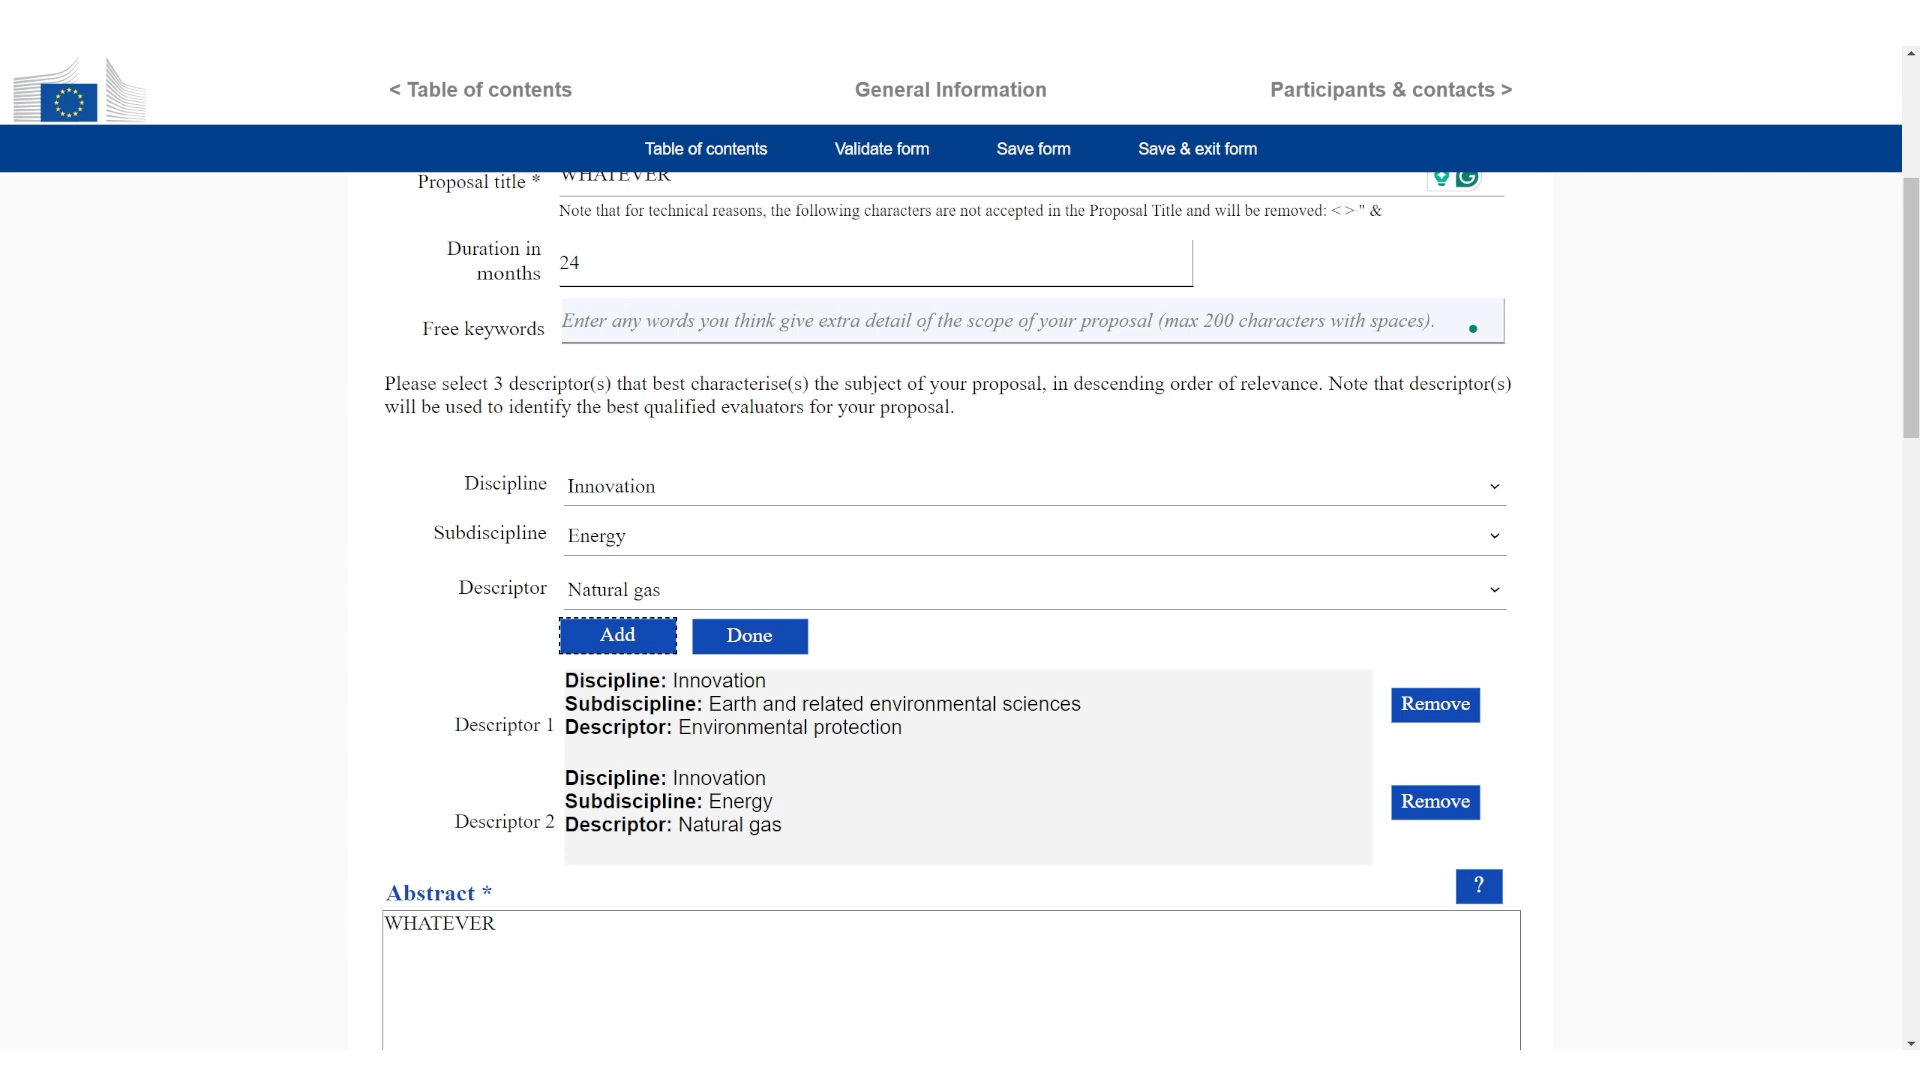 < Table of contents
General Information
Participants & contacts >
Table of contents
Validate form
Save form
Save & exit form
Proposal title *
WHATEVER
Note that for technical reasons, the following characters are not accepted in the Proposal Title and will be removed: < > " &
Duration in
months
24
Free keywords
Enter any words you think give extra detail of the scope of your proposal (max 200 characters with spaces).
Please select 3 descriptor(s) that best characterise(s) the subject of your proposal, in descending order of relevance. Note that descriptor(s)
will be used to identify the best qualified evaluators for your proposal.
Discipline
Innovation
Subdiscipline
Energy
Descriptor
Natural gas
Add
Done
Descriptor 1
Discipline: Innovation
Subdiscipline: Earth and related environmental sciences
Descriptor: Environmental protection
Remove
Descriptor 2
Discipline: Innovation
Subdiscipline: Energy
Descriptor: Natural gas
Remove
Abstract *
?
WHATEVER